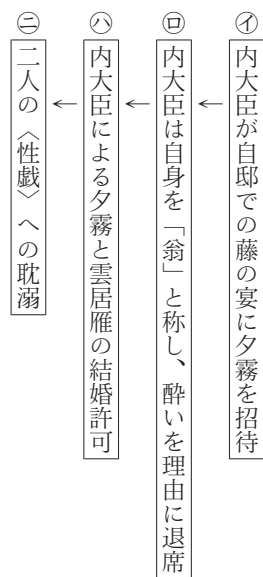 ㋑ 内大臣が自邸での藤の宴に夕霧を招待
↓
㋺ 内大臣は自身を「翁」と称し、酔いを理由に退席
↓
㋩ 内大臣による夕霧と雲居雁の結婚許可
↓
㋥ 二人の〈性戯〉への耽溺